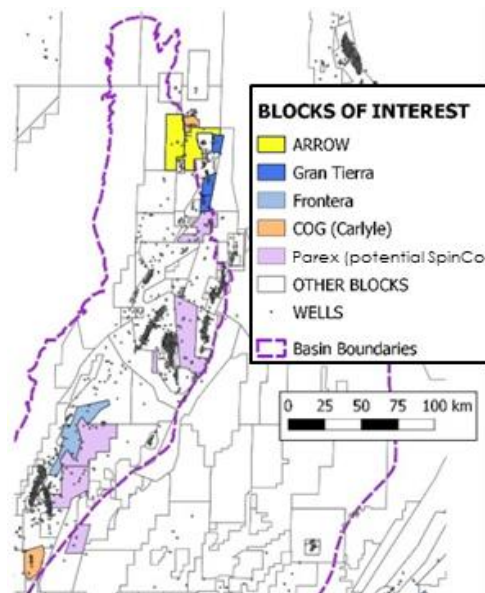 BLOCKS OF INTEREST
ARROW
Gran Tierra
Frontera
COG (Carlyle)
Parex (potential SpinCo
OTHER BLOCKS
WELLS
Basin Boundaries
0 25 50 75 100 km